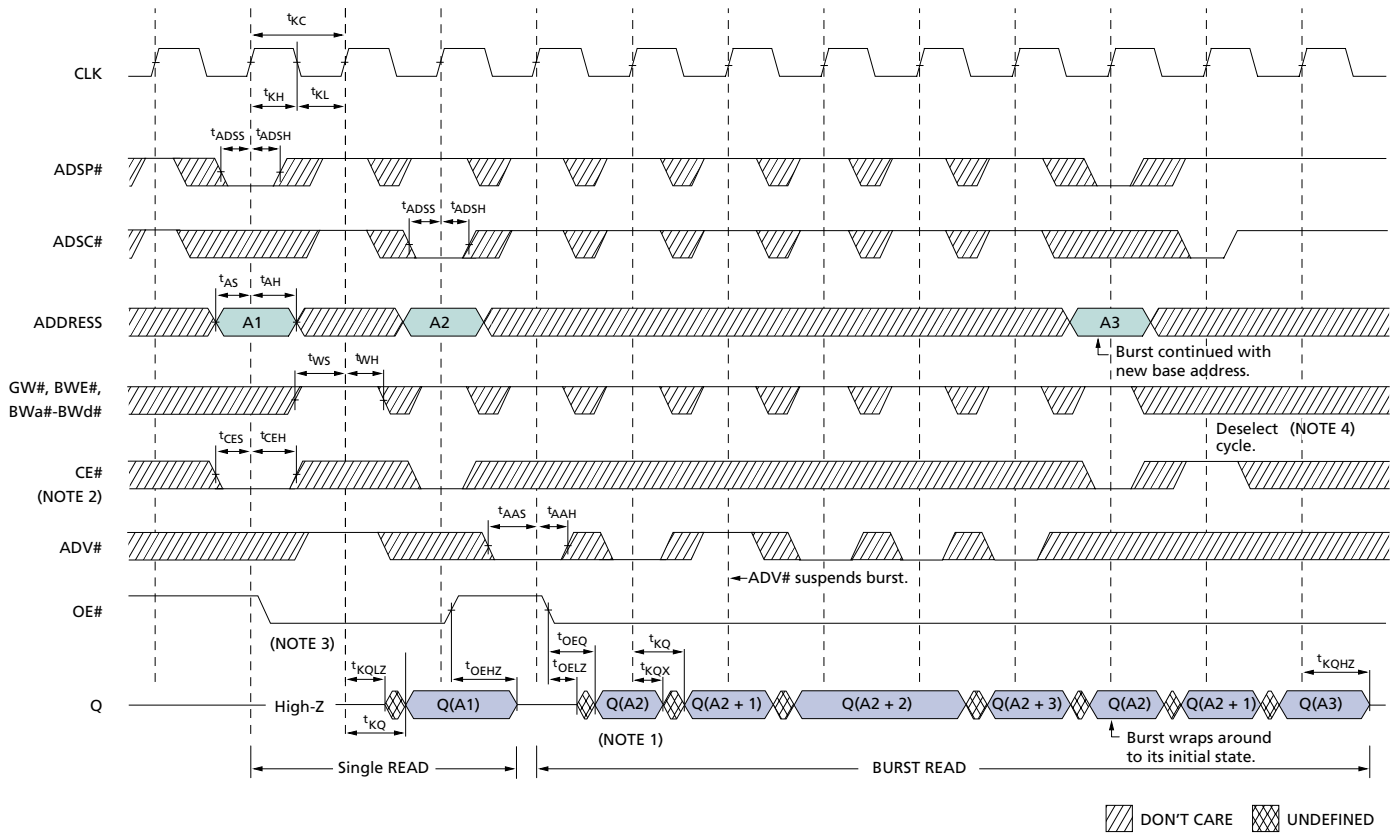 tKC
CLK
tKH tKL
tADSS tADSH
ADSP#
tADSS tADSH
ADSC#
tAS tAH
ADDRESS A1 A2 A3
Burst continued with
new base address.
tWS tWH
GW#, BWE#,
BWa#-BWd#
Deselect (NOTE 4)
cycle.
tCES tCEH
CE#
(NOTE 2)
tAAS tAAH
ADV#
ADV# suspends burst.
OE#
(NOTE 3)
tOEQ tKQ
tKQLZ tOEHZ tOELZ tKQX tKQHZ
Q High-Z Q(A1) Q(A2) Q(A2 + 1) Q(A2 + 2) Q(A2 + 3) Q(A2) Q(A2 + 1) Q(A3)
tKQ
(NOTE 1)
Burst wraps around
to its initial state.
Single READ BURST READ
DON'T CARE UNDEFINED